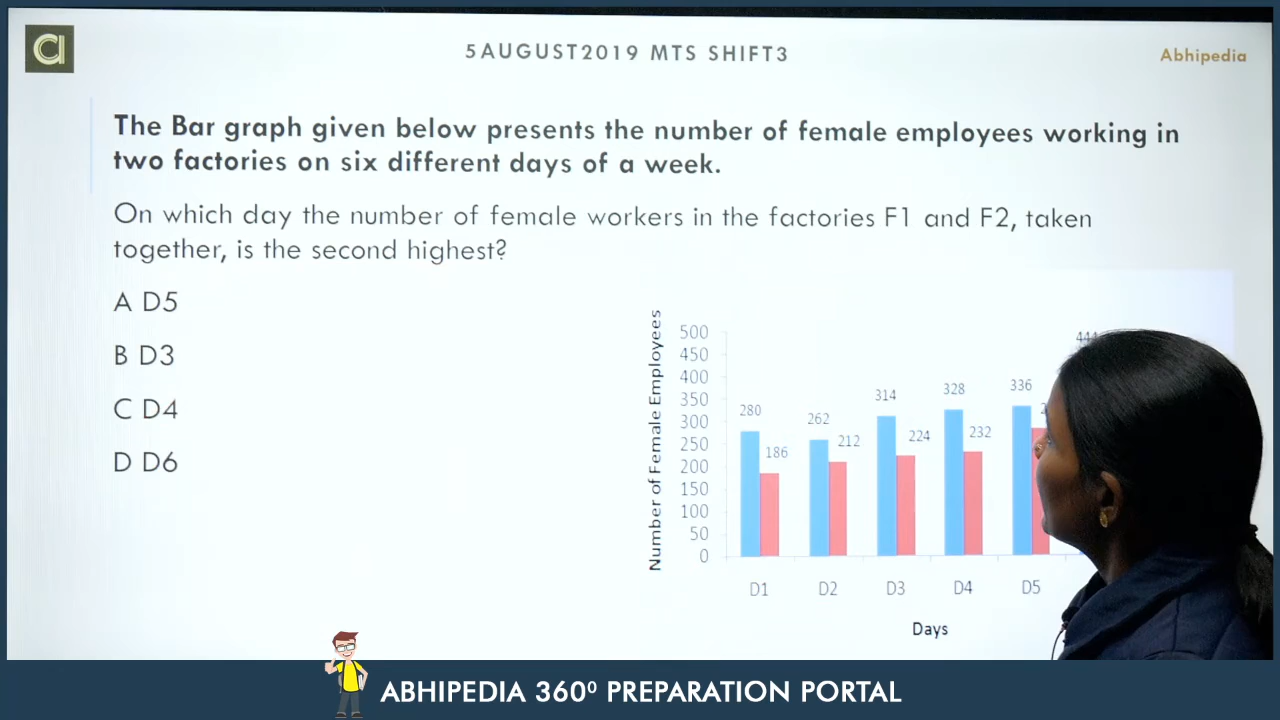 5AUGUST2019 MTS SHIFT3
Abhipedia
The Bar graph given below presents the number of female employees working in
two factories on six different days of a week.
On which day the number of female workers in the factories F1 and F2, taken
together, is the second highest?
A D5
B D3
C D4
D D6
Number of Female Employees
500
450
400
350
300
250
200
150
100
50
0
280
186
262
212
314
224
328
232
336
D1
D2
D3
D4
D5
Days
ABHIPEDIA 360⁰ PREPARATION PORTAL